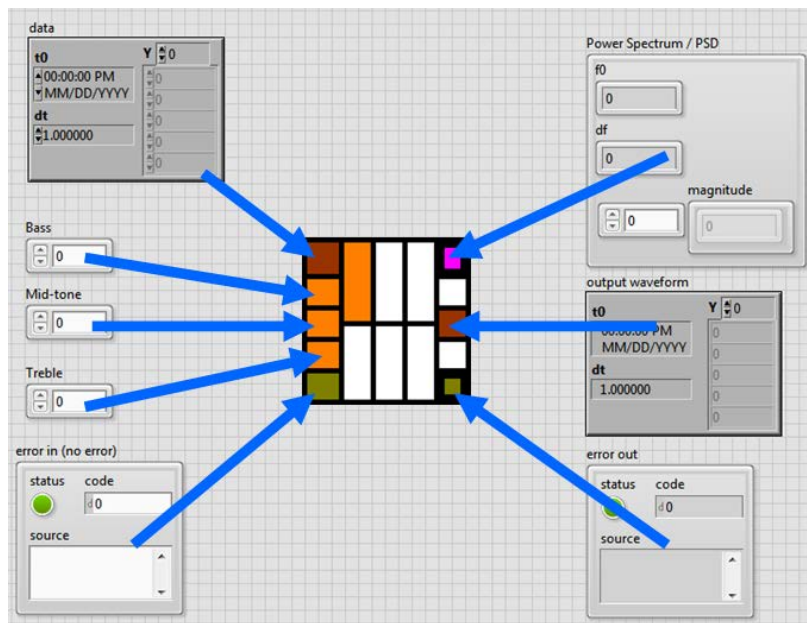 data
t0
00:00:00 PM
MM/DD/YYYY
dt
1.000000
Y 0
0
0
0
0
0
Bass
0
Mid-tone
0
Treble
0
error in (no error)
status code
d 0
source
Power Spectrum / PSD
f0
0
df
0
magnitude
0
0
output waveform
t0
00:00:00 PM
MM/DD/YYYY
dt
1.000000
Y 0
0
0
0
0
0
error out
status code
d 0
source